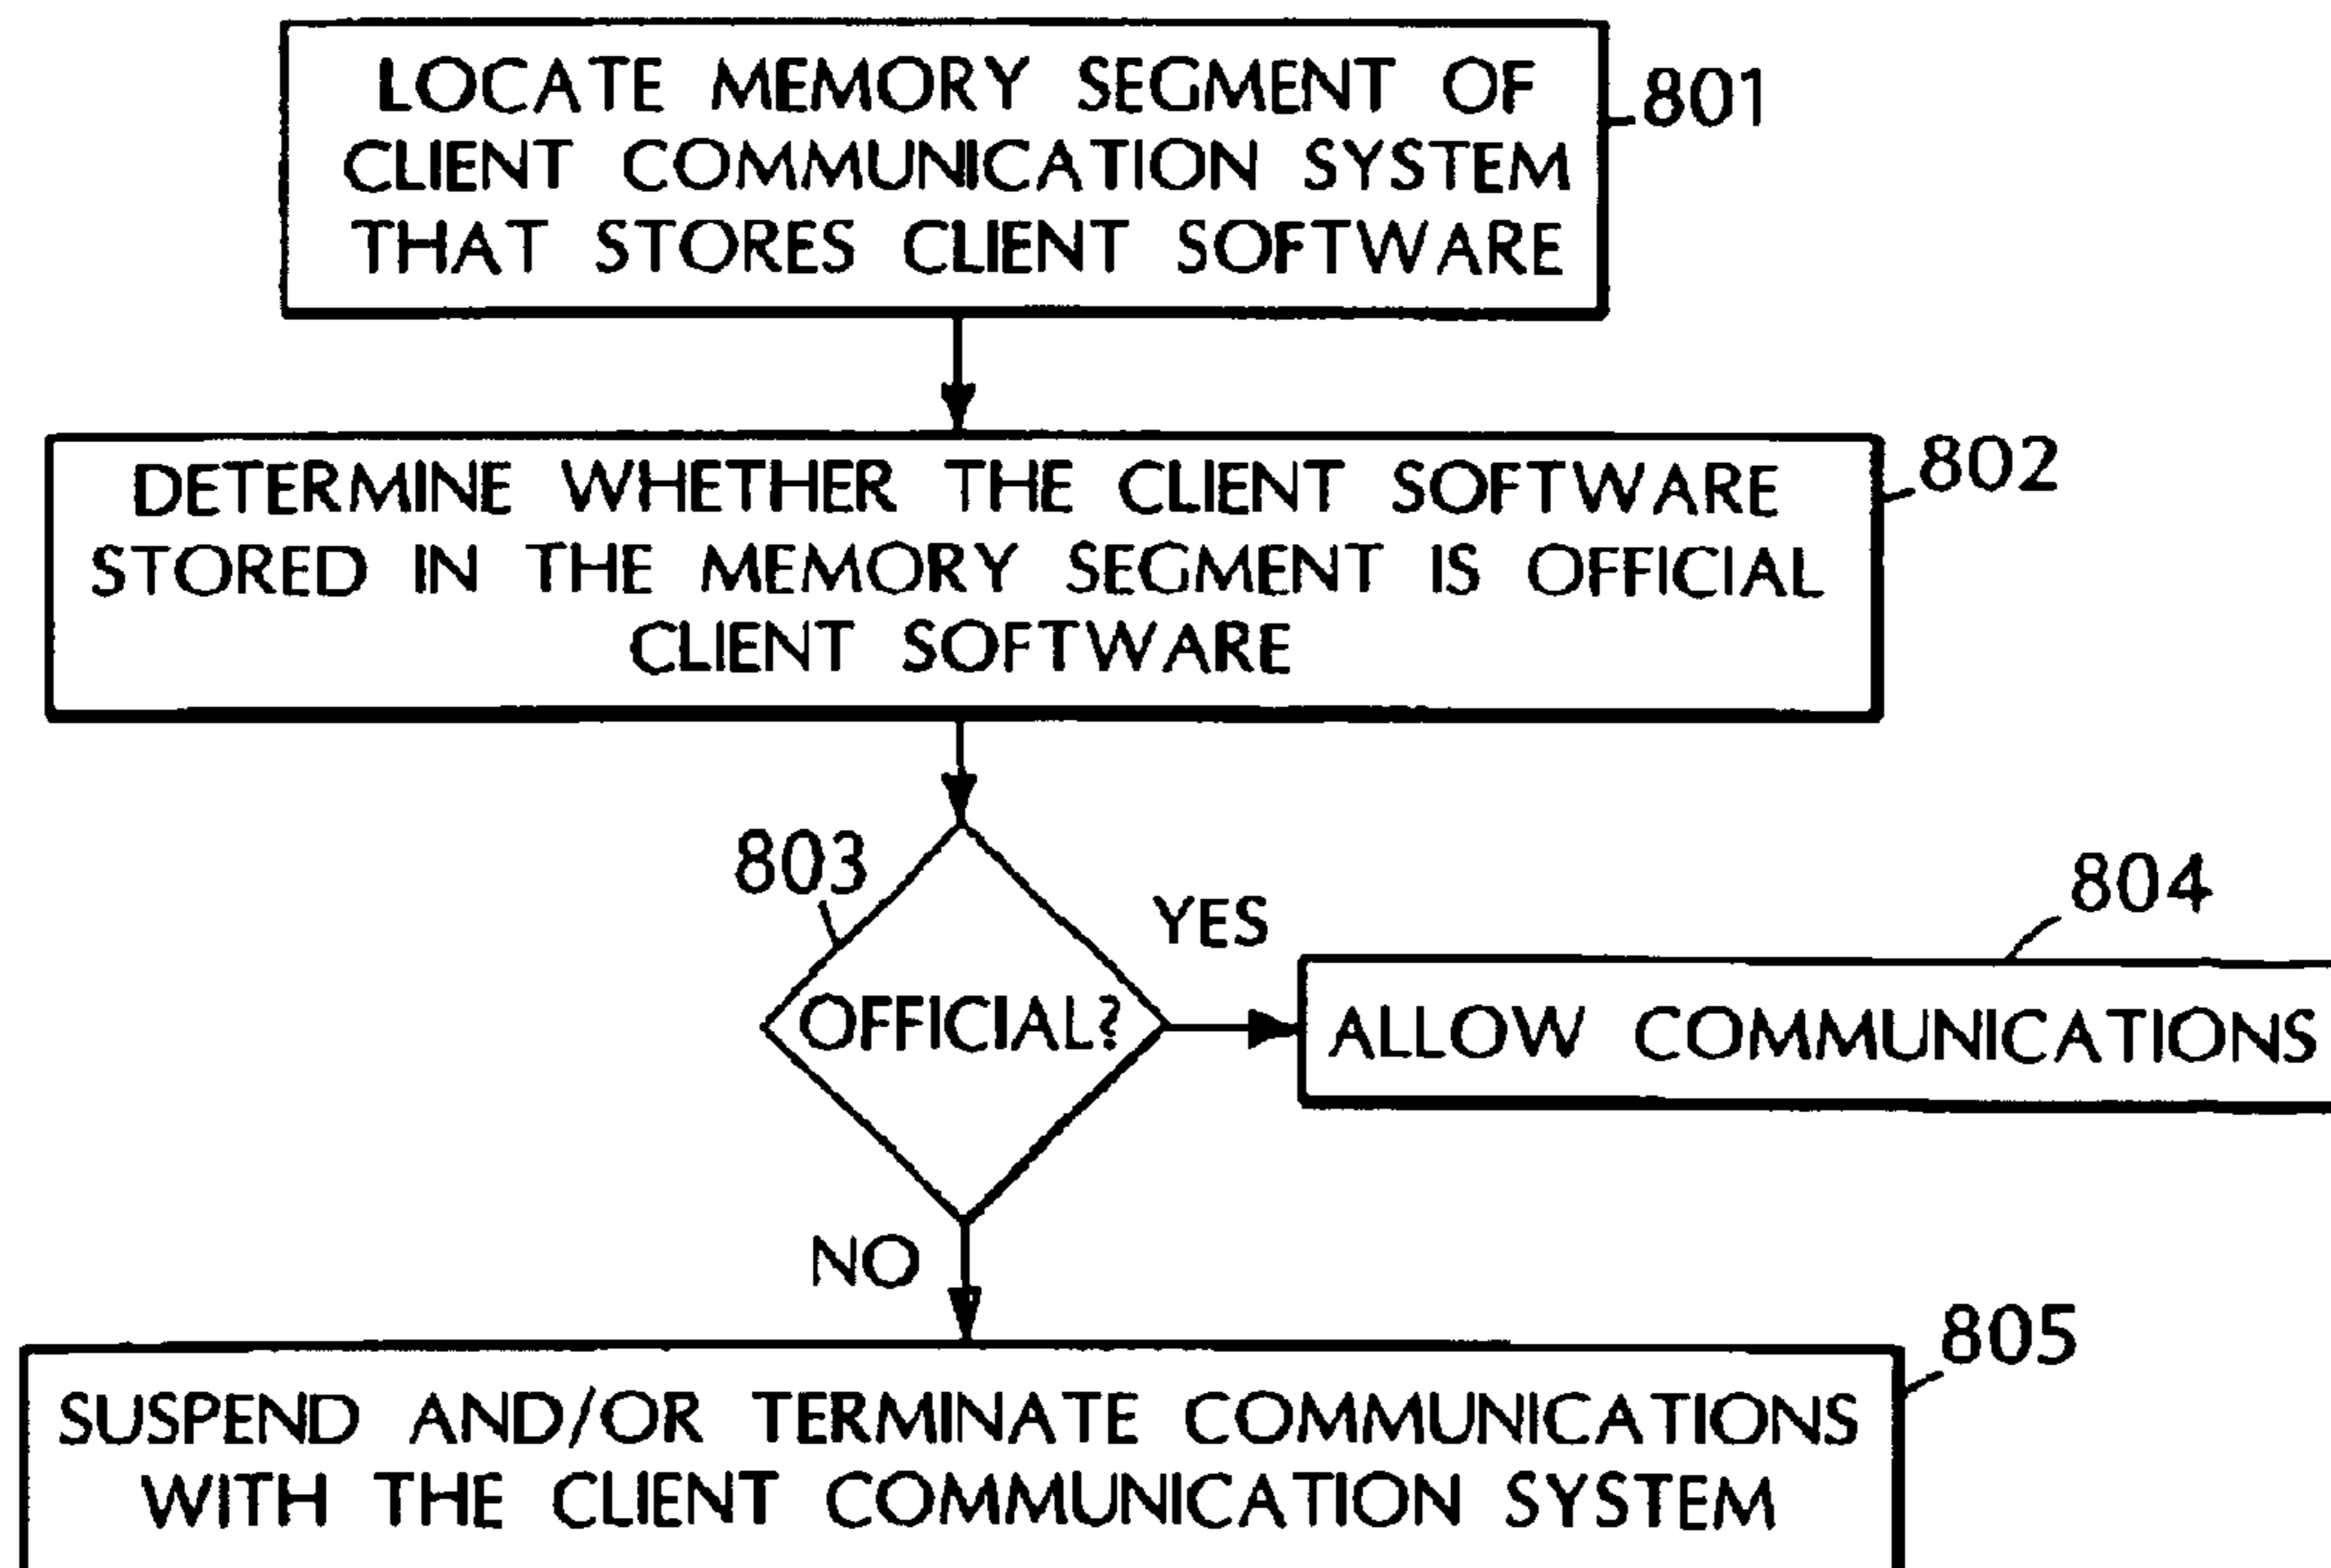 LOCATE MEMORY SEGMENT OF
CLIENT COMMUNICATION SYSTEM
THAT STORES CLIENT SOFTWARE
801
DETERMINE WHETHER THE CLIENT SOFTWARE
STORED IN THE MEMORY SEGMENT IS OFFICIAL
CLIENT SOFTWARE
802
803
OFFICIAL?
YES
804
ALLOW COMMUNICATIONS
NO
805
SUSPEND AND/OR TERMINATE COMMUNICATIONS
WITH THE CLIENT COMMUNICATION SYSTEM